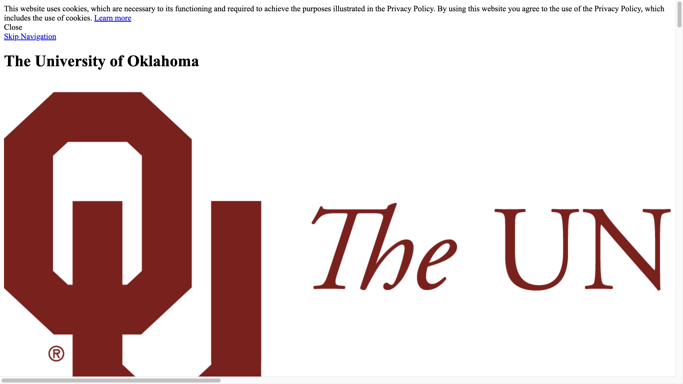 This website uses cookies, which are necessary to its functioning and required to achieve the purposes illustrated in the Privacy Policy. By using this website you agree to the use of the Privacy Policy, which
includes the use of cookies. Learn more
Close
Skip Navigation
The University of Oklahoma
OU
®
The UN